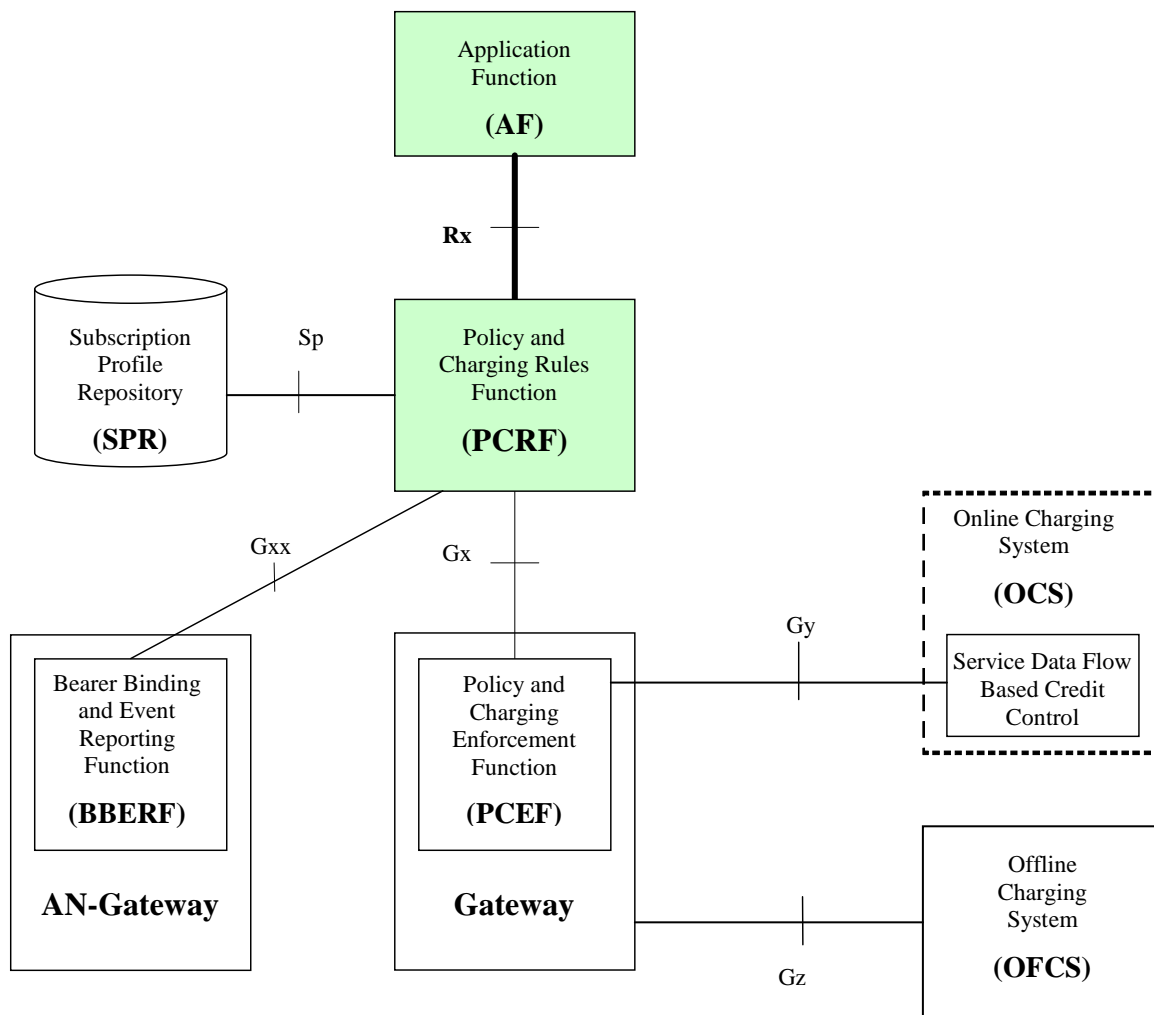 Application
Function
(AF)
Rx
Subscription
Profile
Repository
(SPR)
Sp
Policy and
Charging Rules
Function
(PCRF)
Gxx
Gx
Online Charging
System
(OCS)
Service Data Flow
Based Credit
Control
Gy
Bearer Binding
and Event
Reporting
Function
(BBERF)
AN-Gateway
Policy and
Charging
Enforcement
Function
(PCEF)
Gateway
Gz
Offline
Charging
System
(OFCS)